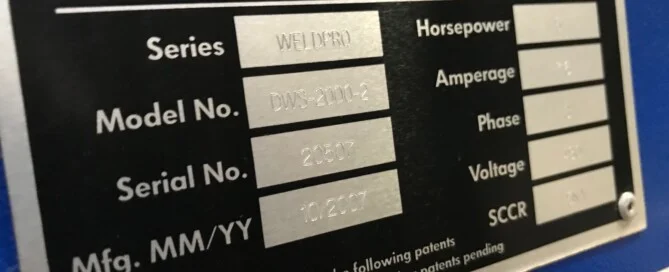 Series WELDPRO
Model No. DWS-2000-2
Serial No. 20507
Mfg. MM/YY 10/2007
Horsepower
Amperage
Phase
Voltage
SCCR
following patents
patents pending